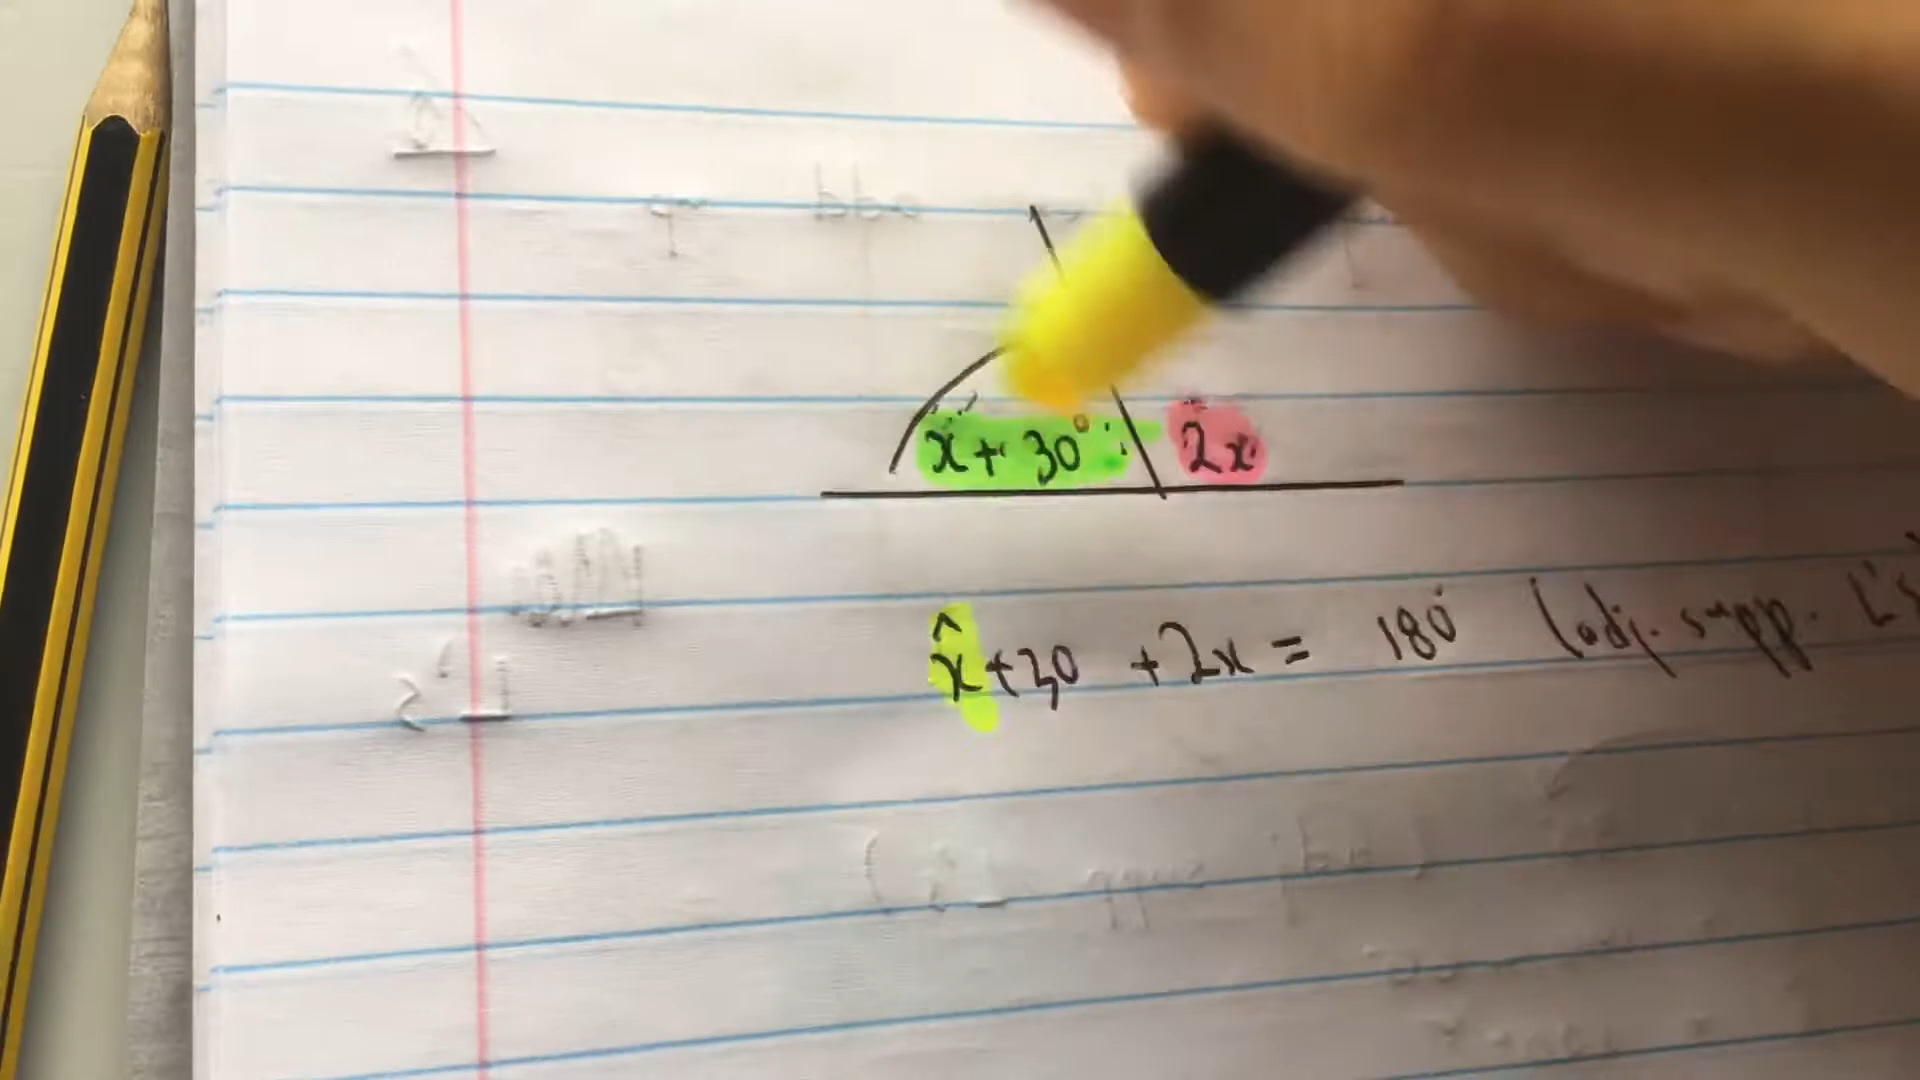 x + 30° 2x
x̂ + 30 + 2x = 180° (adj. supp. L's)